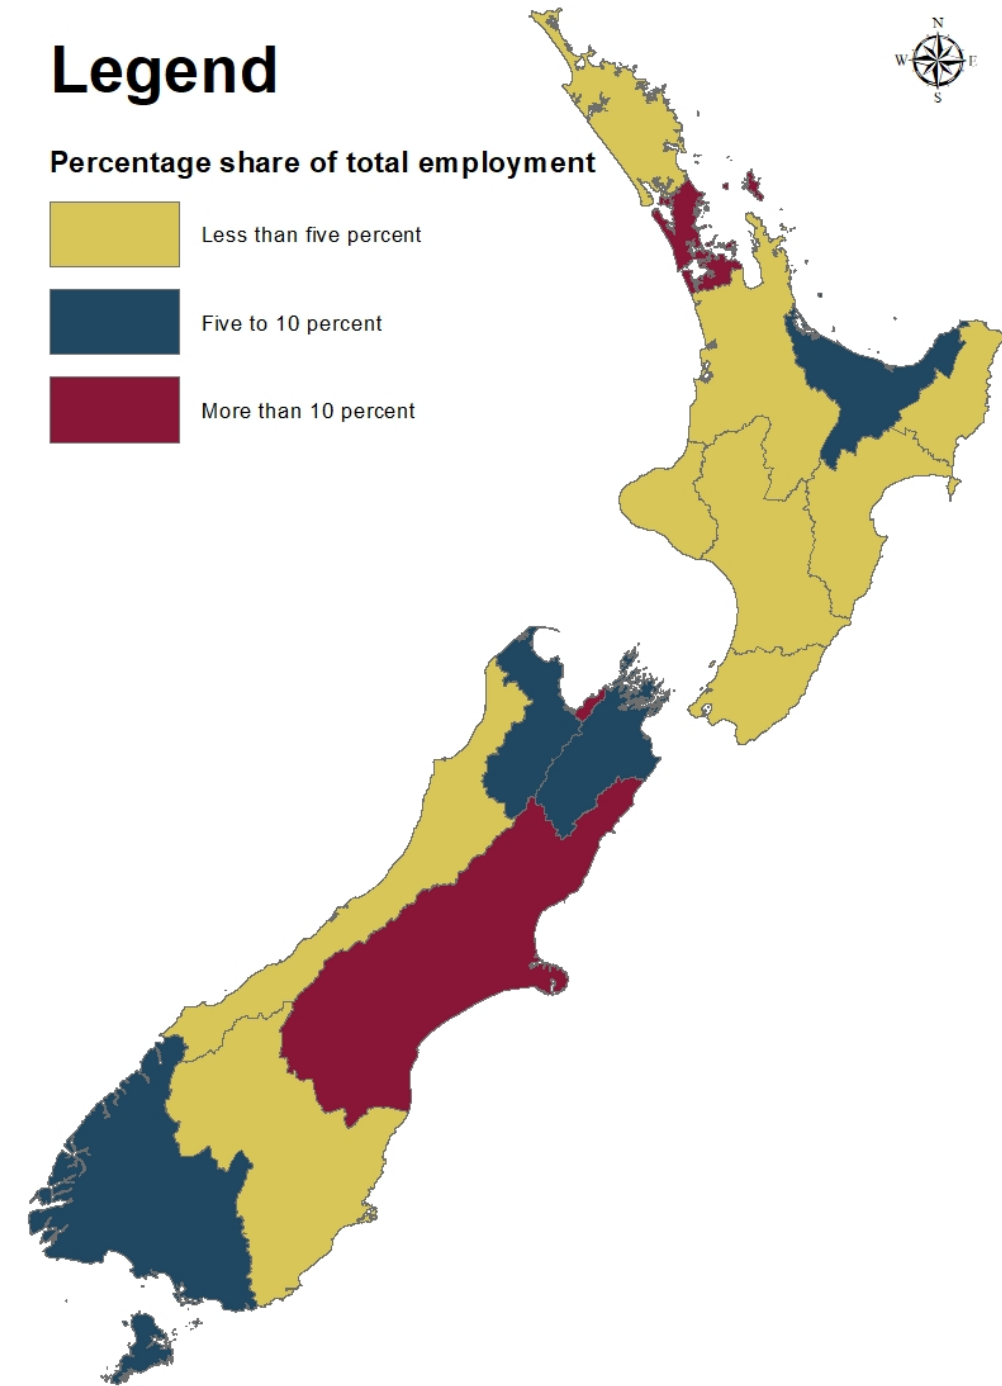 Legend
Percentage share of total employment
Less than five percent
Five to 10 percent
More than 10 percent
N
W E
S